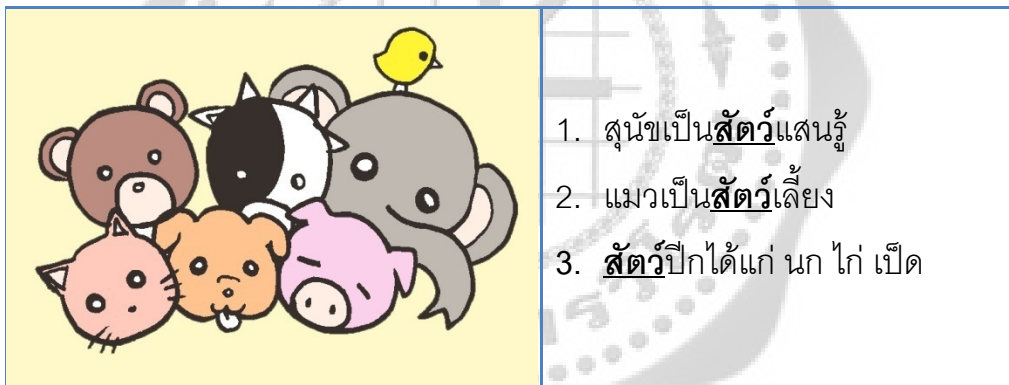 1. สุนัขเป็นสัตว์แสนรู้
2. แมวเป็นสัตว์เลี้ยง
3. สัตว์ปีกได้แก่ นก ไก่ เป็ด